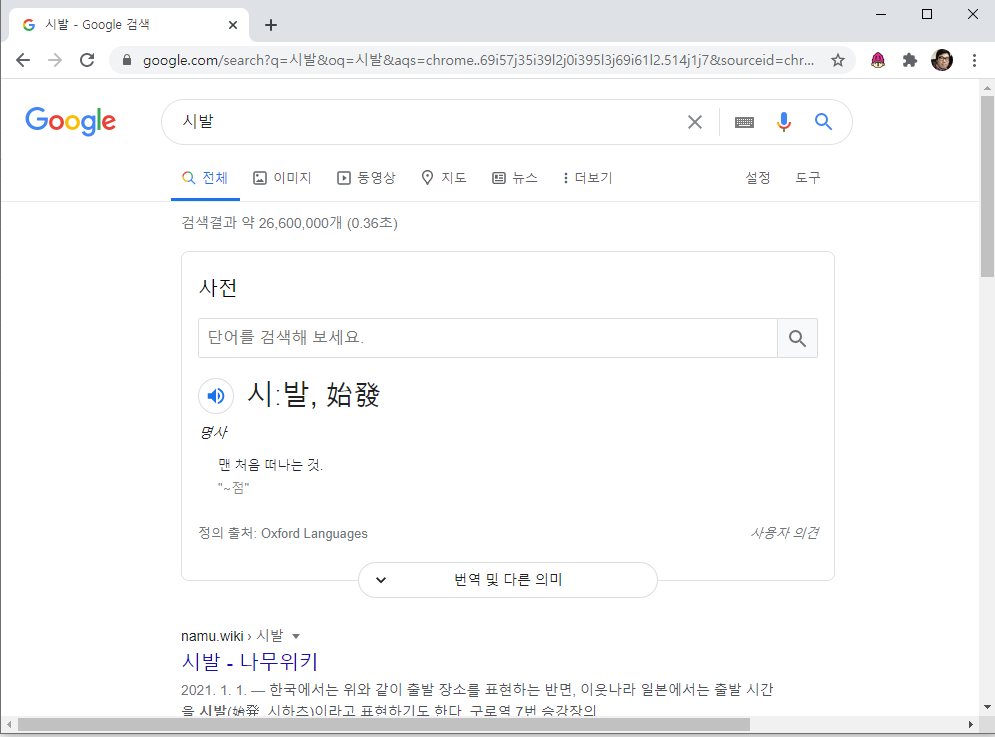 시발 - Google 검색
google.com/search?q=시발&oq=시발&aqs=chrome..69i57j35i39l2j0i395l3j69i61l2.514j1j7&sourceid=chr...
Google
시발
전체 이미지 동영상 지도 뉴스 더보기 설정 도구
검색결과 약 26,600,000개 (0.36초)
사전
단어를 검색해 보세요.
시:발, 始發
명사
맨 처음 떠나는 것.
"~점"
정의 출처: Oxford Languages 사용자 의견
번역 및 다른 의미
namu.wiki › 시발
시발 - 나무위키
2021. 1. 1. — 한국에서는 위와 같이 출발 장소를 표현하는 반면, 이웃나라 일본에서는 출발 시간
을 시발(始発, 시하츠)이라고 표현하기도 한다. 구로역 7번 승강장의